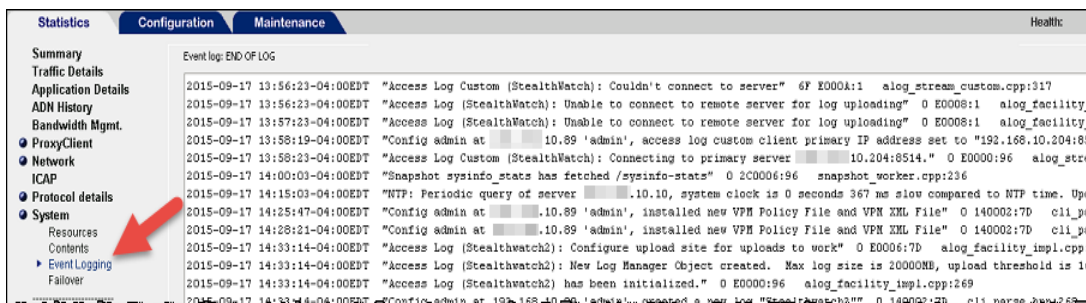 Statistics Configuration Maintenance Health:
Summary
Traffic Details
Application Details
ADN History
Bandwidth Mgmt.
ProxyClient
Network
ICAP
Protocol details
System
Resources
Contents
Event Logging
Failover
Event log: END OF LOG
2015-09-17 13:56:23-04:00EDT "Access Log Custom (StealthWatch): Couldn't connect to server" 6F E000A:1 alog_stream_custom.cpp:317
2015-09-17 13:56:23-04:00EDT "Access Log (StealthWatch): Unable to connect to remote server for log uploading" 0 E0008:1 alog_facility
2015-09-17 13:57:23-04:00EDT "Access Log (StealthWatch): Unable to connect to remote server for log uploading" 0 E0008:1 alog_facility
2015-09-17 13:58:19-04:00EDT "Config admin at 10.89 'admin', access log custom client primary IP address set to "192.168.10.204:8
2015-09-17 13:58:23-04:00EDT "Access Log Custom (StealthWatch): Connecting to primary server 10.204:8514." 0 E0000:96 alog_str
2015-09-17 14:00:03-04:00EDT "Snapshot sysinfo_stats has fetched /sysinfo-stats" 0 2C0006:96 snapshot_worker.cpp:236
2015-09-17 14:15:03-04:00EDT "NTP: Periodic query of server .10.10, system clock is 0 seconds 367 ms slow compared to NTP time. Up
2015-09-17 14:25:47-04:00EDT "Config admin at .10.89 'admin', installed new VPM Policy File and VPM XML File" 0 140002:7D cli_p
2015-09-17 14:28:21-04:00EDT "Config admin at .10.89 'admin', installed new VPM Policy File and VPM XML File" 0 140002:7D cli_p
2015-09-17 14:33:14-04:00EDT "Access Log (Stealthwatch2): Configure upload site for uploads to work" 0 E0006:7D alog_facility_impl.cpp
2015-09-17 14:33:14-04:00EDT "Access Log (Stealthwatch2): New Log Manager Object created. Max log size is 20000MB, upload threshold is 1
2015-09-17 14:33:14-04:00EDT "Access Log (Stealthwatch2) has been initialized." 0 E0000:96 alog_facility_impl.cpp:269